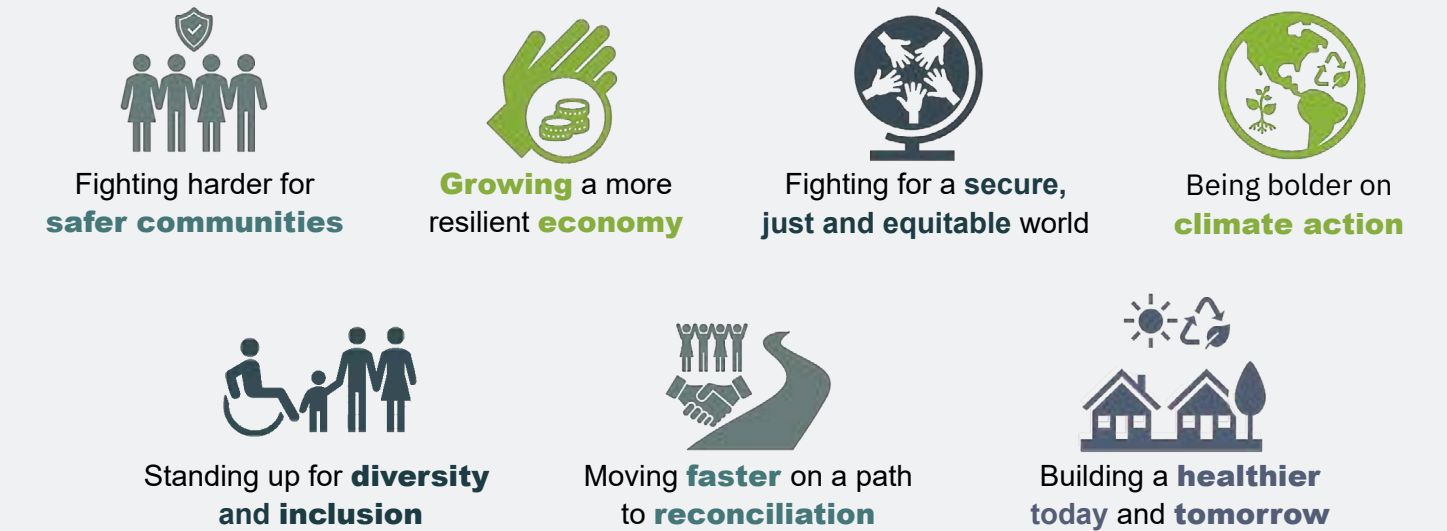 Fighting harder for
safer communities
Growing a more
resilient economy
Fighting for a secure,
just and equitable world
Being bolder on
climate action
Standing up for diversity
and inclusion
Moving faster on a path
to reconciliation
Building a healthier
today and tomorrow